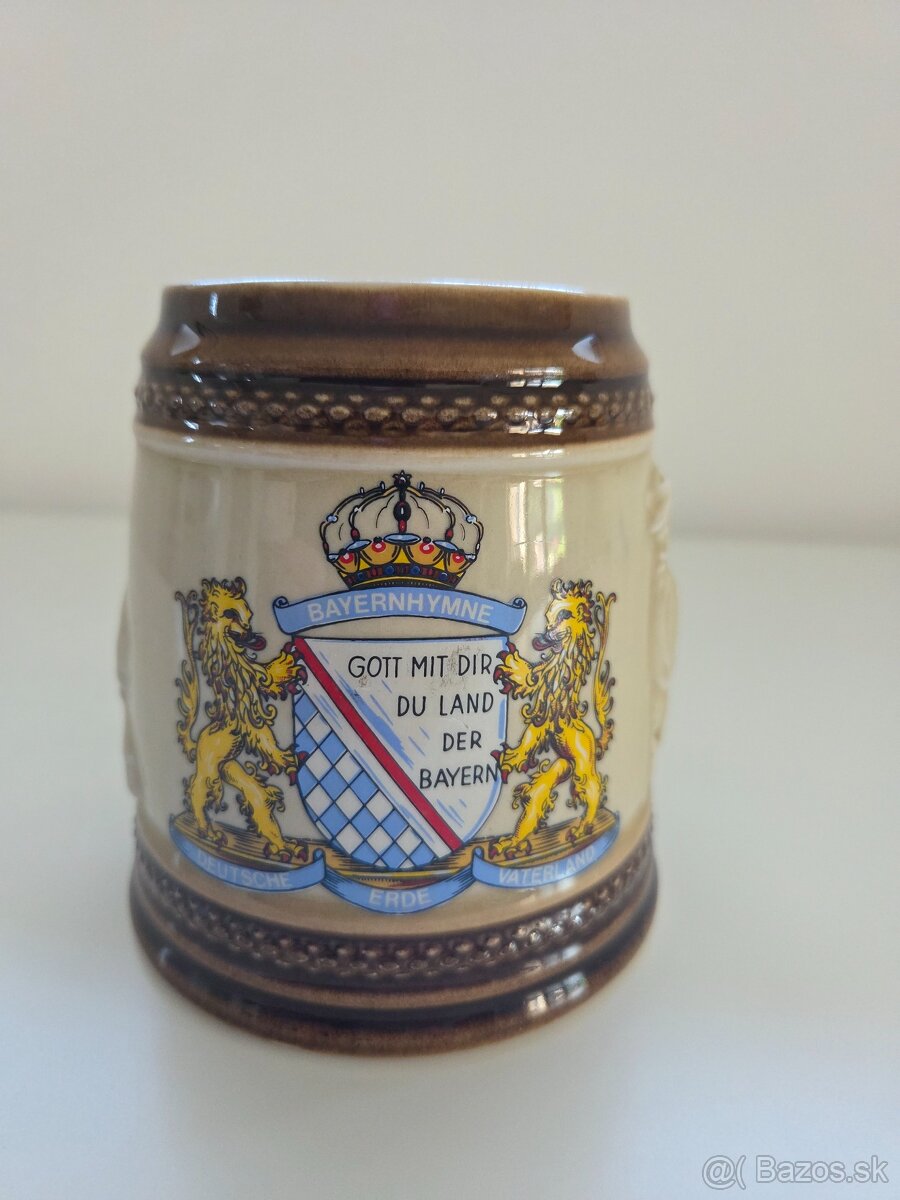 BAYERNHYMNE
GOTT MIT DIR
DU LAND
DER
BAYERN
DEUTSCHE
ERDE
VATERLAND
@( Bazos.sk